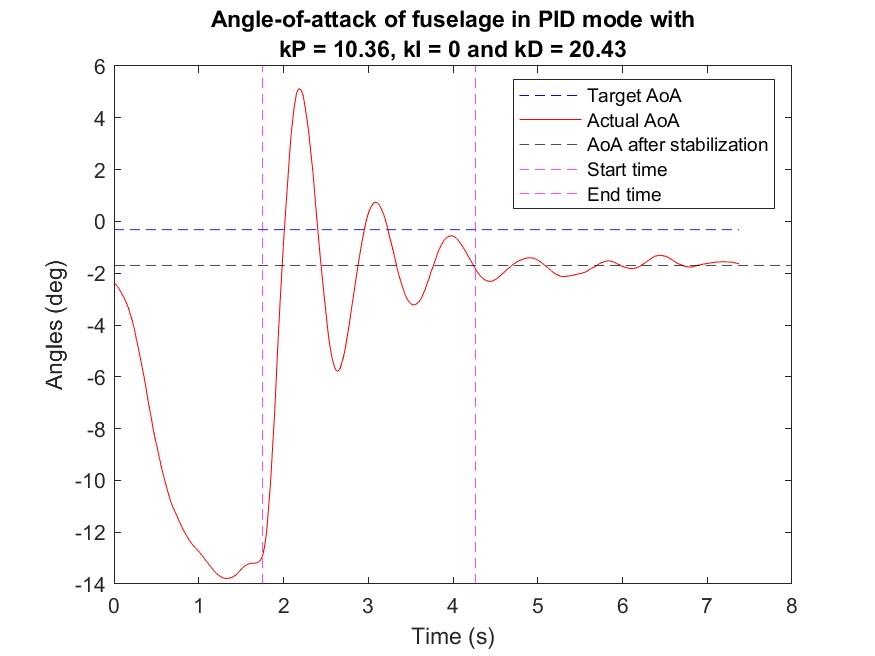 Angle-of-attack of fuselage in PID mode with
kP = 10.36, kI = 0 and kD = 20.43
6
4
2
0
-2
-4
-6
-8
-10
-12
-14
Angles (deg)
Target AoA
Actual AoA
AoA after stabilization
Start time
End time
0 1 2 3 4 5 6 7 8
Time (s)